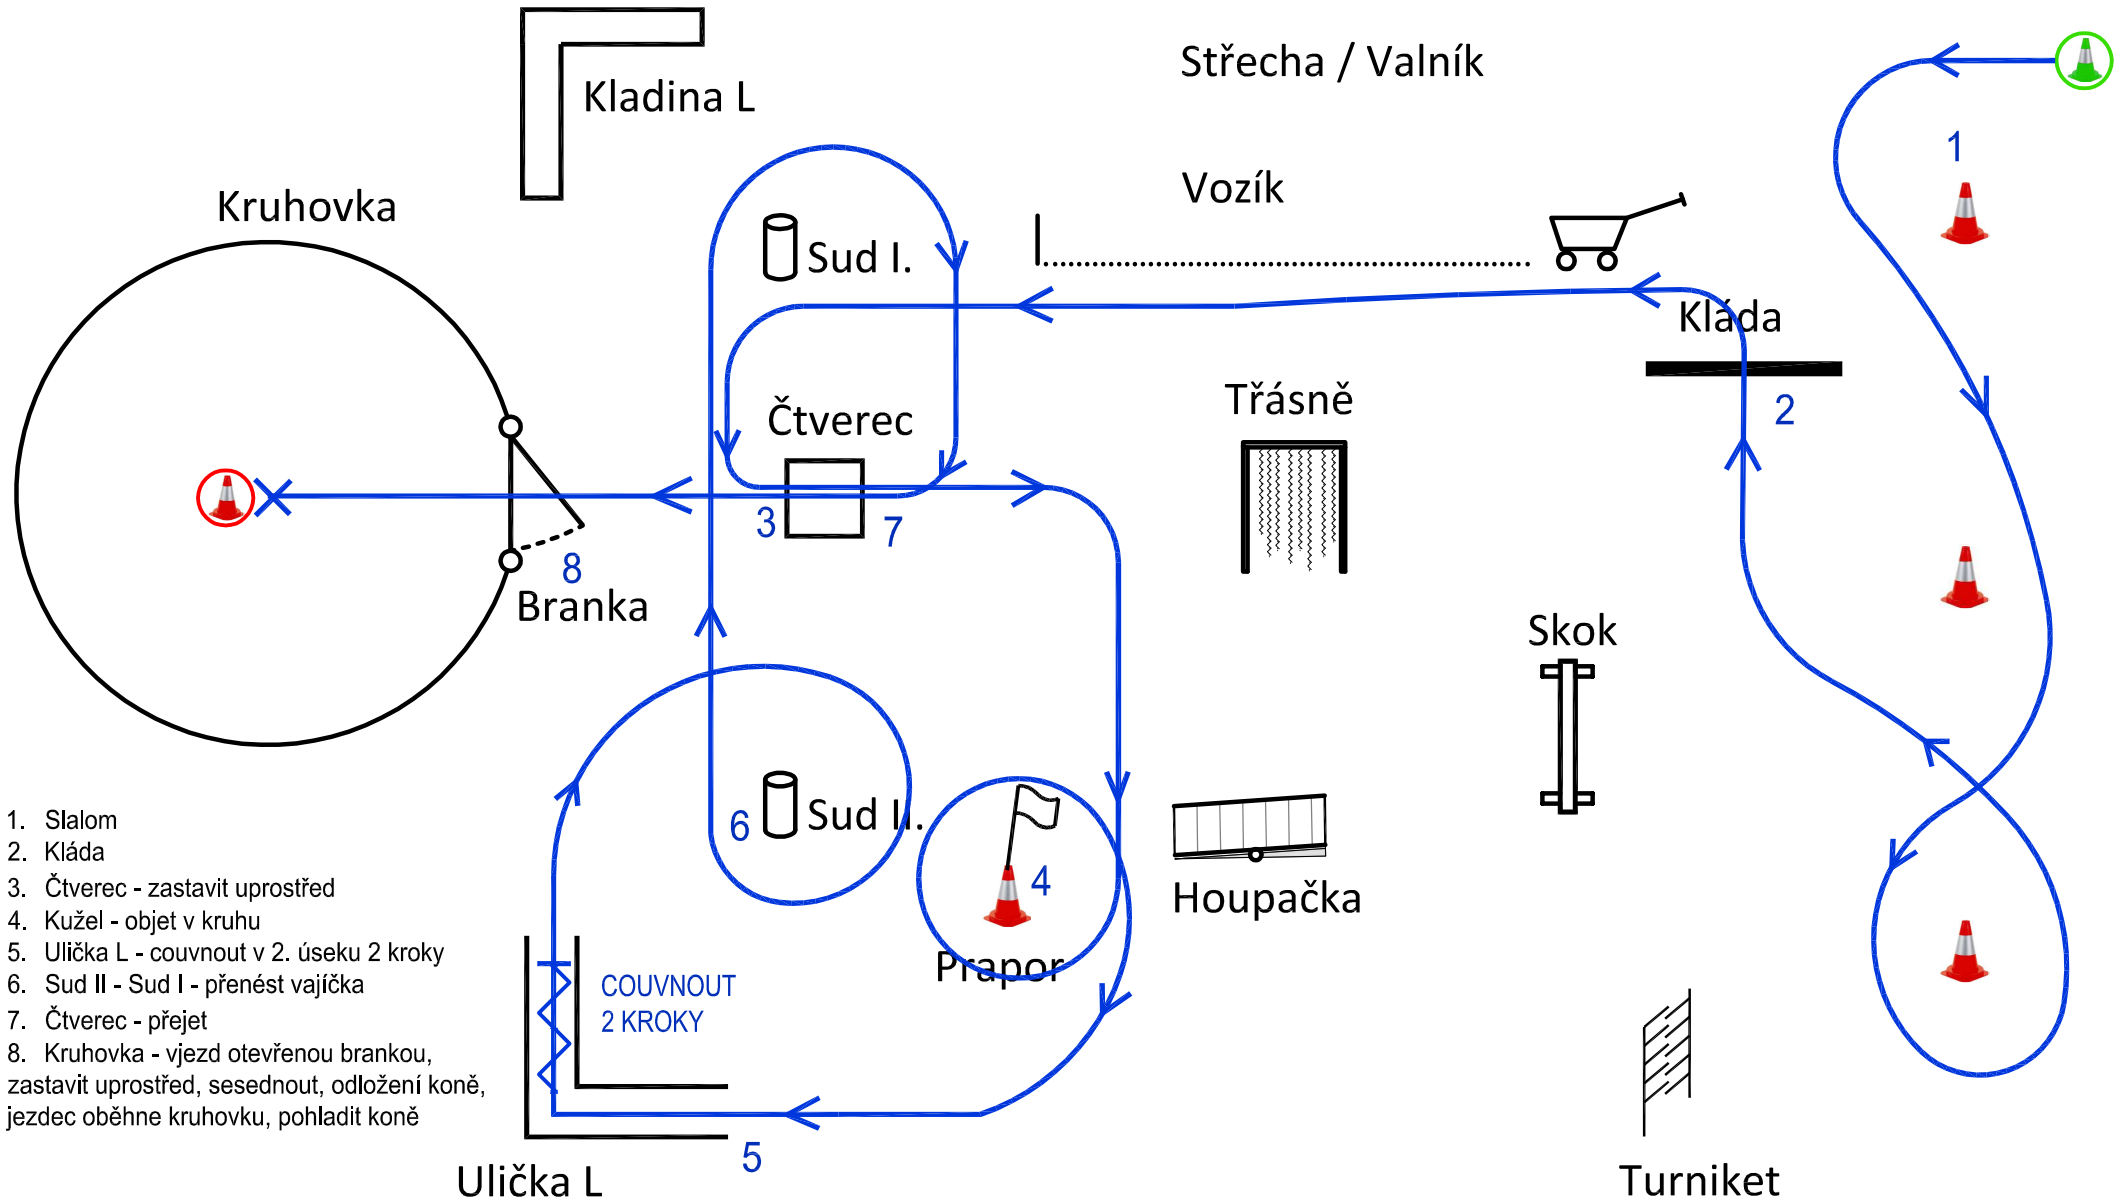 Střecha / Valník
Kladina L
1
Vozík
Kruhovka
Sud I.
Kláda
Třásně
2
Čtverec
3
7
8
Branka
Skok
6
Sud II.
4
Houpačka
Prapor
1. Slalom
2. Kláda
3. Čtverec - zastavit uprostřed
4. Kužel - objet v kruhu
5. Ulička L - couvnout v 2. úseku 2 kroky
6. Sud II - Sud I - přenést vajíčka
7. Čtverec - přejet
8. Kruhovka - vjezd otevřenou brankou,
zastavit uprostřed, sesednout, odložení koně,
jezdec oběhne kruhovku, pohladit koně
COUVNOUT
2 KROKY
5
Ulička L
Turniket